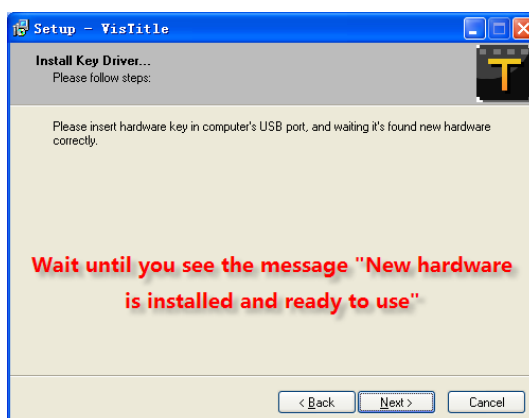 Setup - VisTitle
Install Key Driver...
Please follow steps:
T
Please insert hardware key in computer's USB port, and waiting it's found new hardware
correctly.
Wait until you see the message "New hardware
is installed and ready to use"
< Back Next > Cancel